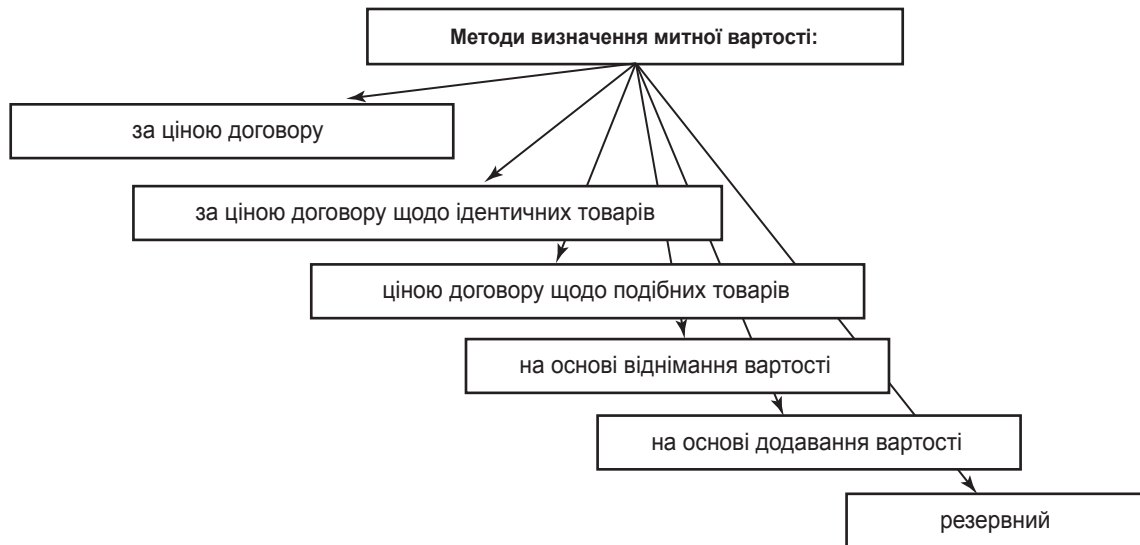 Методи визначення митної вартості:
за ціною договору
за ціною договору щодо ідентичних товарів
ціною договору щодо подібних товарів
на основі віднімання вартості
на основі додавання вартості
резервний